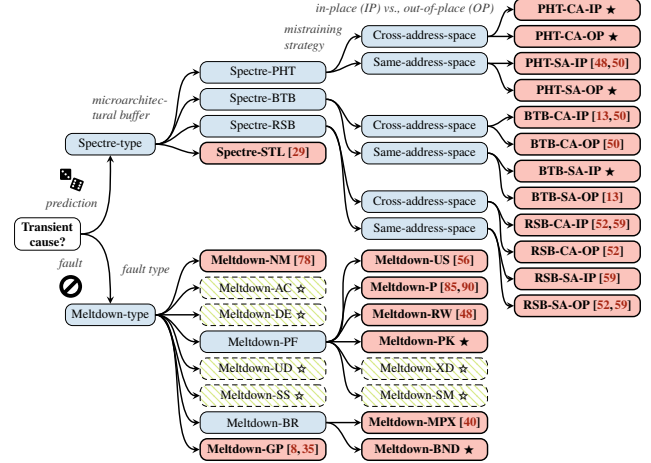 in-place (IP) vs., out-of-place (OP)
PHT-CA-IP ★
mistraining
strategy
Cross-address-space
PHT-CA-OP ★
Same-address-space
PHT-SA-IP [48,50]
Spectre-PHT
PHT-SA-OP ★
microarchitec-
tural buffer
Spectre-BTB
BTB-CA-IP [13,50]
Spectre-RSB
Cross-address-space
BTB-CA-OP [50]
Spectre-type
Spectre-STL [29]
Same-address-space
BTB-SA-IP ★
BTB-SA-OP [13]
prediction
Cross-address-space
RSB-CA-IP [52,59]
Transient
cause?
Same-address-space
RSB-CA-OP [52]
fault
fault type
Meltdown-NM [78]
Meltdown-US [56]
RSB-SA-IP [59]
Meltdown-AC ☆
Meltdown-P [85,90]
RSB-SA-OP [52,59]
Meltdown-type
Meltdown-DE ☆
Meltdown-RW [48]
Meltdown-PF
Meltdown-PK ★
Meltdown-UD ☆
Meltdown-XD ☆
Meltdown-SS ☆
Meltdown-SM ☆
Meltdown-BR
Meltdown-MPX [40]
Meltdown-GP [8,35]
Meltdown-BND ★